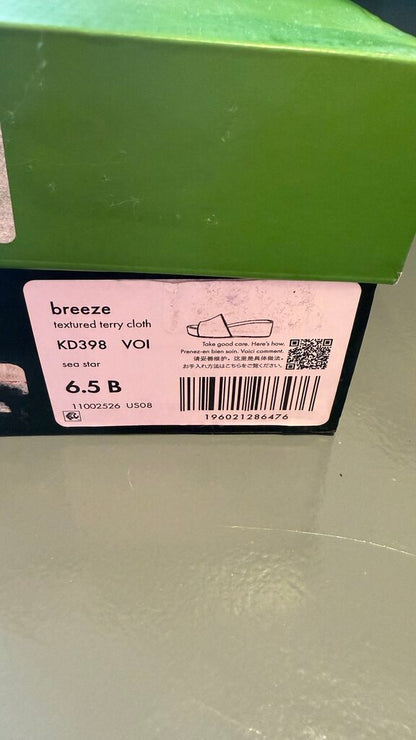 breeze
textured terry cloth
KD398 VOI
sea star
6.5 B
11002526 US08
Take good care. Here's how.
Prenez-en bien soin. Voici comment.
请妥善维护。这里是具体做法。
お手入れ方法はこちらをご覧ください。
196021286476